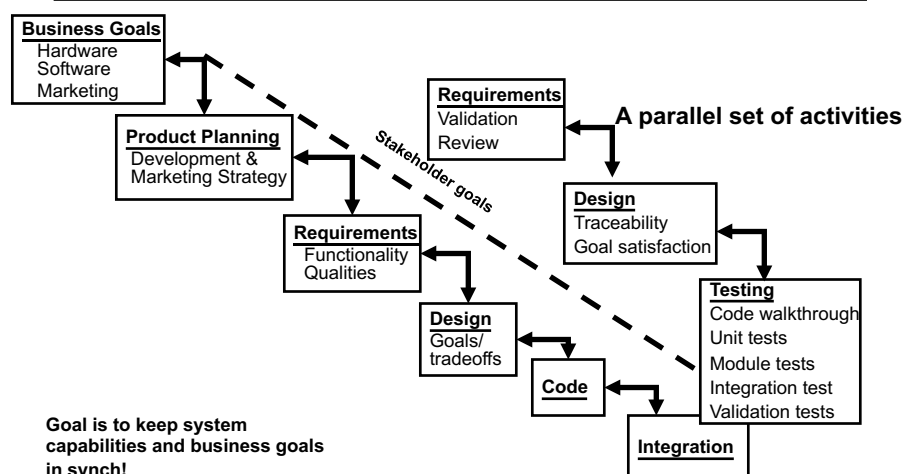 Business Goals
Hardware
Software
Marketing
Product Planning
Development &
Marketing Strategy
Requirements
Functionality
Qualities
Design
Goals/
tradeoffs
Code
Integration
Stakeholder goals
Requirements
Validation
Review
A parallel set of activities
Design
Traceability
Goal satisfaction
Testing
Code walkthrough
Unit tests
Module tests
Integration test
Validation tests
Goal is to keep system
capabilities and business goals
in synch!